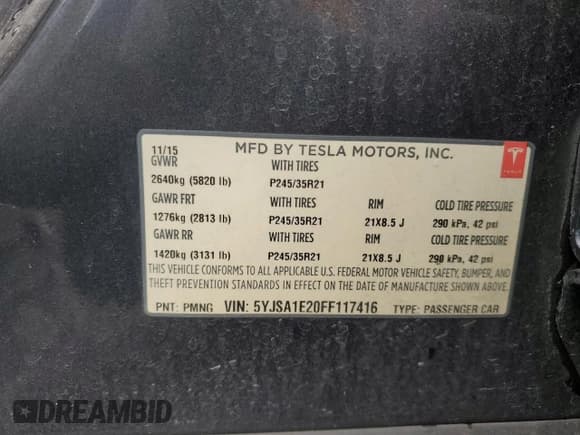 11/15 MFD BY TESLA MOTORS, INC.
GVWR WITH TIRES
TESLA
2640kg (5820 lb) P245/35R21
GAWR FRT WITH TIRES RIM COLD TIRE PRESSURE
1276kg (2813 lb) P245/35R21 21X8.5 J 290 kPa, 42 psi
GAWR RR WITH TIRES RIM COLD TIRE PRESSURE
1420kg (3131 lb) P245/35R21 21X8.5 J 290 kPa, 42 psi
THIS VEHICLE CONFORMS TO ALL APPLICABLE U.S. FEDERAL MOTOR VEHICLE SAFETY, BUMPER, AND
THEFT PREVENTION STANDARDS IN EFFECT ON THE DATE OF MANUFACTURE SHOWN ABOVE.
PNT: PMNG VIN: 5YJSA1E20FF117416 TYPE: PASSENGER CAR
DREAMBID